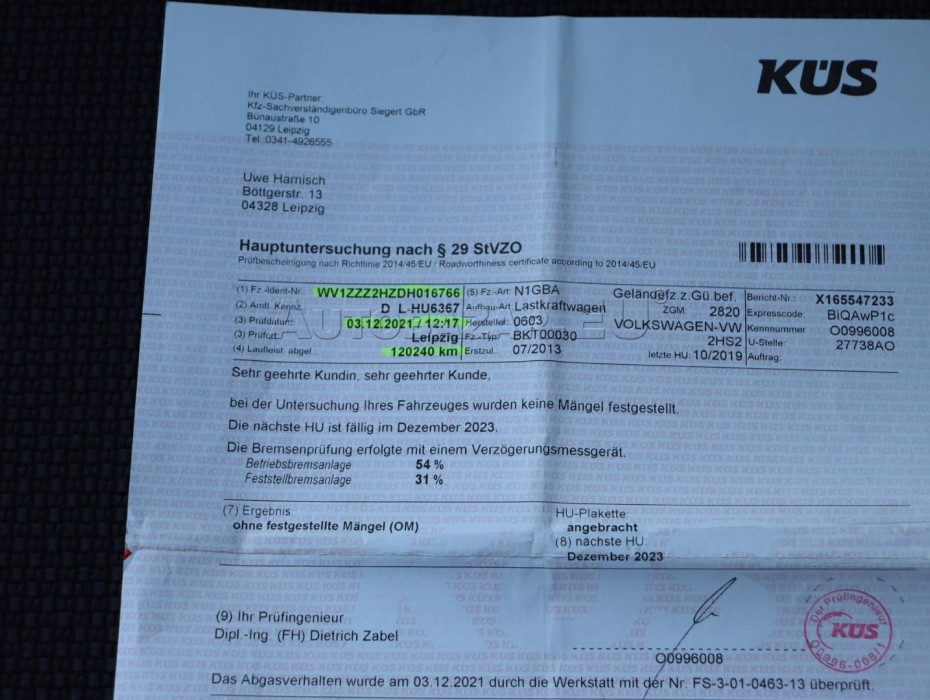 KÜS
Ihr KÜS-Partner
Kfz-Sachverständigenbüro Siegert GbR
Bünaustraße 10
04129 Leipzig
Tel. 0341-4926555
Uwe Harnisch
Böttgerstr. 13
04328 Leipzig
Hauptuntersuchung nach § 29 StVZO
Prüfbescheinigung nach Richtlinie 2014/45/EU / Roadworthiness certificate according to 2014/45/EU
(1) Fz.-Ident-Nr.: WV1ZZZ2HZDH016766 (5) Fz.-Art: N1GBA Geländefz.z.Gü.bef. Bericht-Nr.: X165547233
(2) Amtl. Kennz. D L-HU6367 Aufbau-Art: Lastkraftwagen ZGM: 2820 Expresscode: BiQAwP1c
(3) Prüfdatum: 03.12.2021 / 12:17 Hersteller: 0603 VOLKSWAGEN-VW Kennnummer O0996008
(3) Prüfort: Leipzig Fz.-Typ: BKT00030 2HS2 U-Stelle: 27738AO
(4) Laufleist. abgel. 120240 km Erstzul. 07/2013 letzte HU: 10/2019 Auftrag:
Sehr geehrte Kundin, sehr geehrter Kunde,
bei der Untersuchung Ihres Fahrzeuges wurden keine Mängel festgestellt.
Die nächste HU ist fällig im Dezember 2023.
Die Bremsenprüfung erfolgte mit einem Verzögerungsmessgerät.
Betriebsbremsanlage 54 %
Feststellbremsanlage 31 %
(7) Ergebnis
ohne festgestellte Mängel (OM)
HU-Plakette:
angebracht
(8) nächste HU:
Dezember 2023
(9) Ihr Prüfingenieur
Dipl.-Ing. (FH) Dietrich Zabel
O0996008
Der Prüfingenieur
KÜS
Das Abgasverhalten wurde am 03.12.2021 durch die Werkstatt mit der Nr. FS-3-01-0463-13 überprüft.